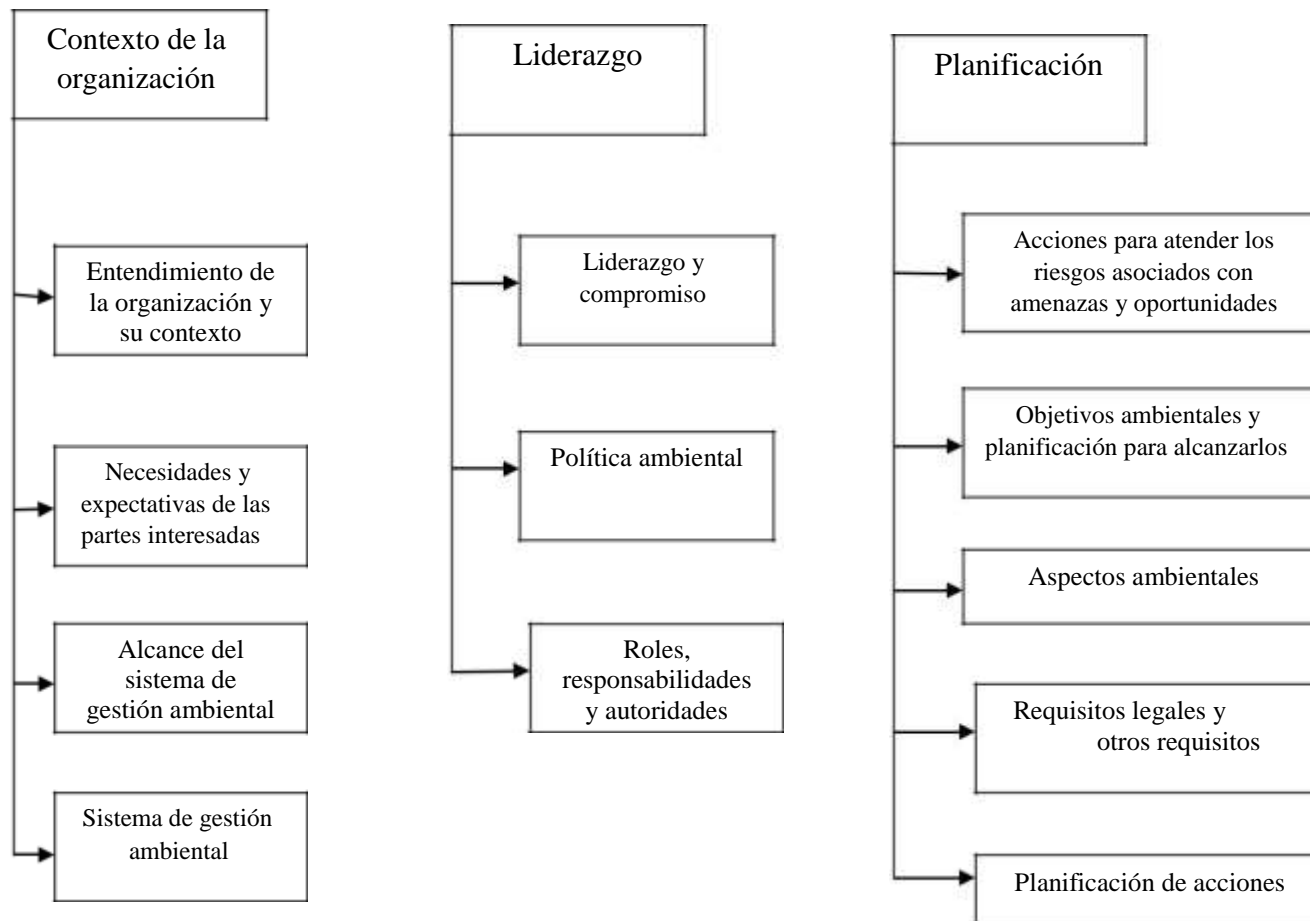 Contexto de la
organización
Entendimiento de
la organización y
su contexto
Necesidades y
expectativas de las
partes interesadas
Alcance del
sistema de
gestión ambiental
Sistema de gestión
ambiental
Liderazgo
Liderazgo y
compromiso
Política ambiental
Roles,
responsabilidades
y autoridades
Planificación
Acciones para atender los
riesgos asociados con
amenazas y oportunidades
Objetivos ambientales y
planificación para alcanzarlos
Aspectos ambientales
Requisitos legales y
otros requisitos
Planificación de acciones